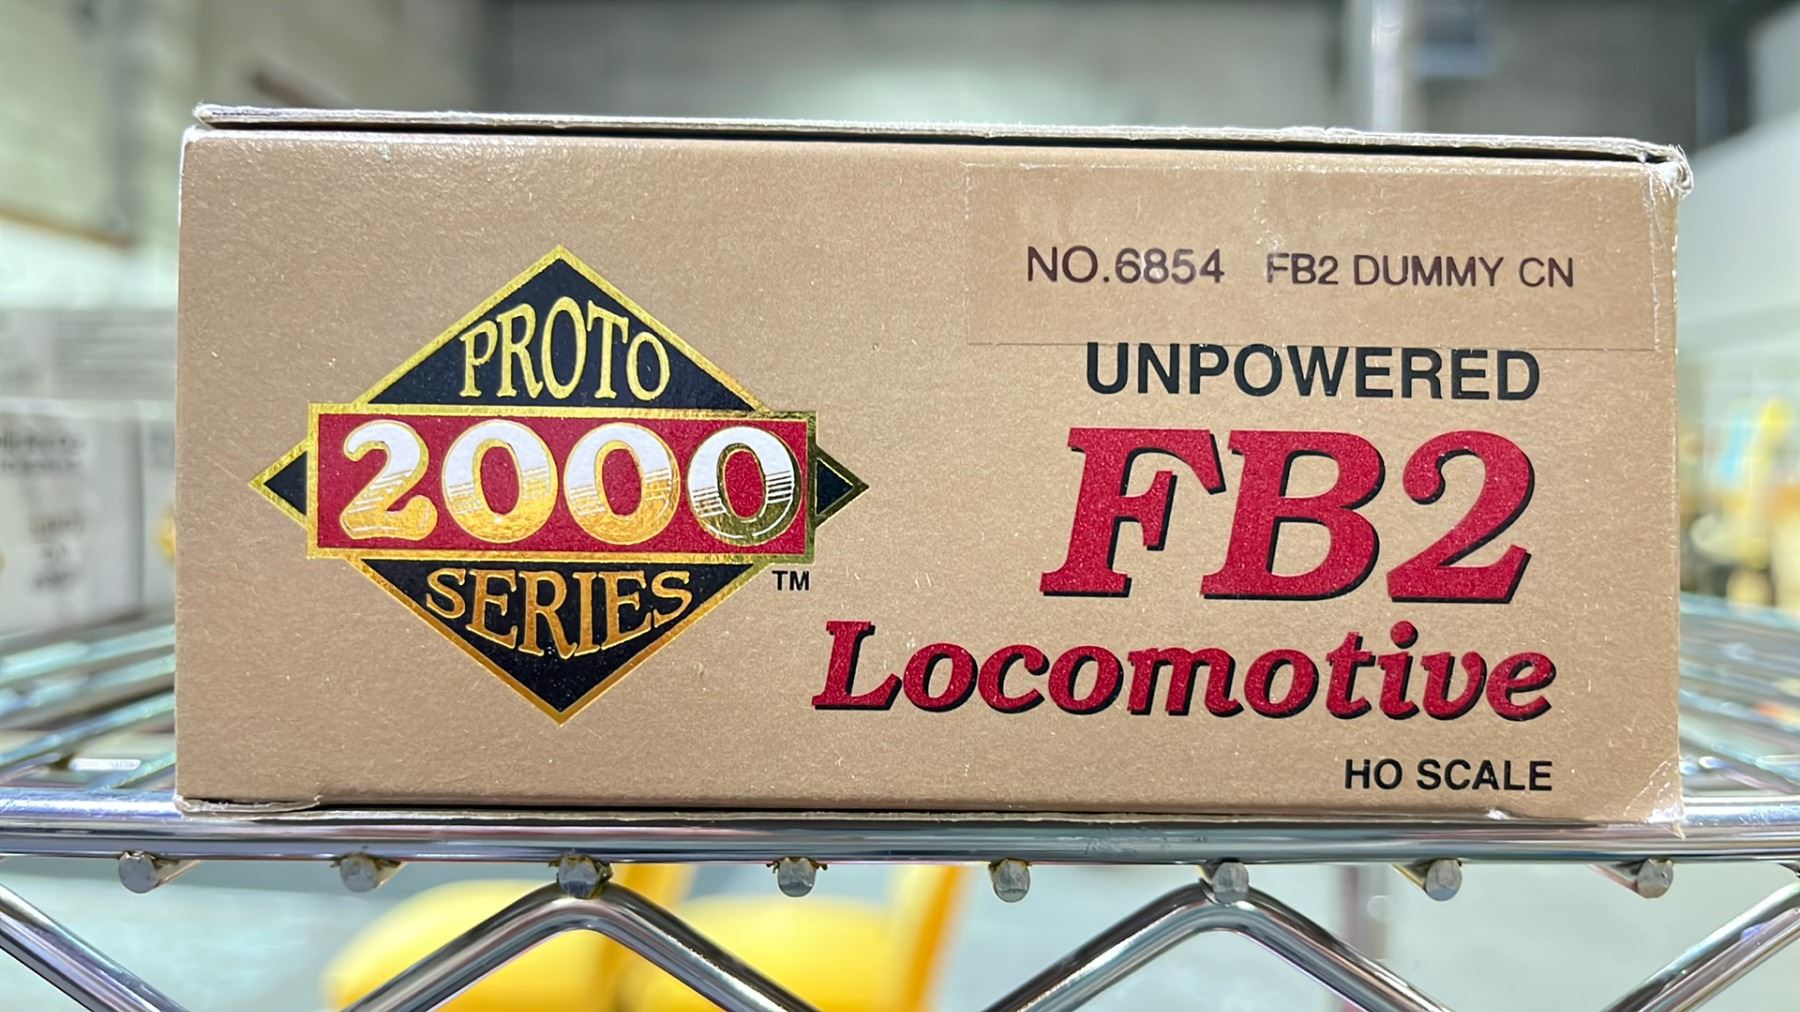 PROTO
2000
SERIES
TM
NO.6854 FB2 DUMMY CN
UNPOWERED
FB2
Locomotive
HO SCALE